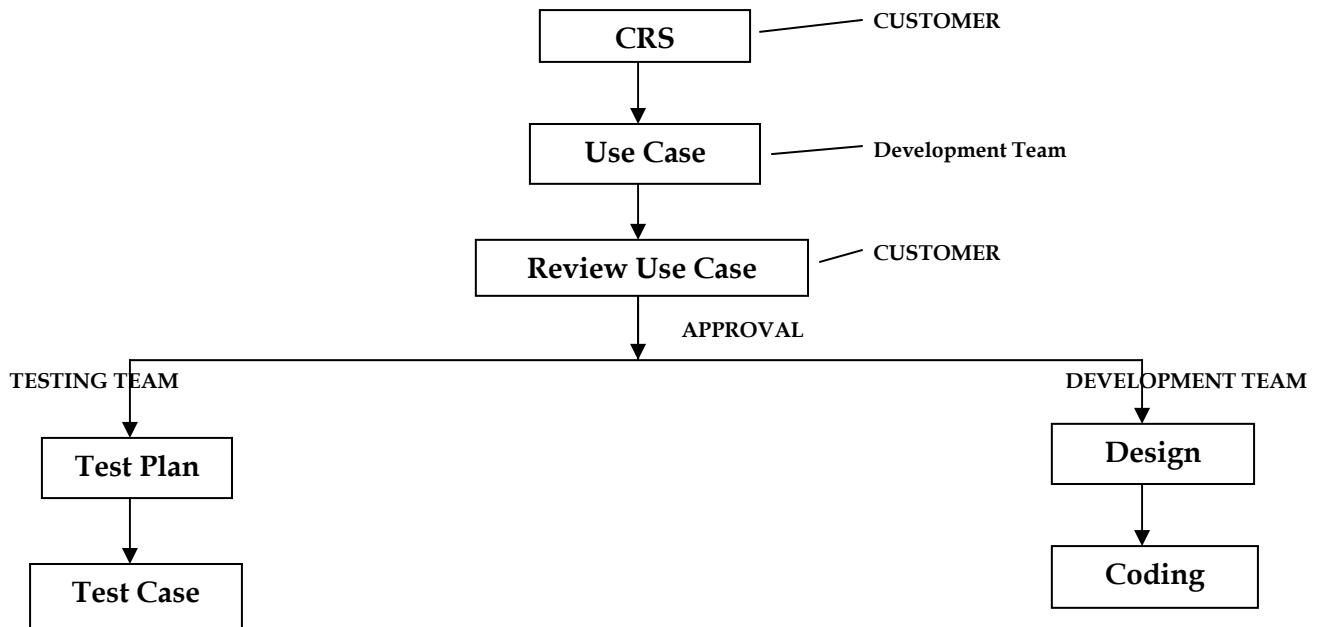 CRS
CUSTOMER
Use Case
Development Team
Review Use Case
CUSTOMER
APPROVAL
TESTING TEAM
DEVELOPMENT TEAM
Test Plan
Design
Test Case
Coding